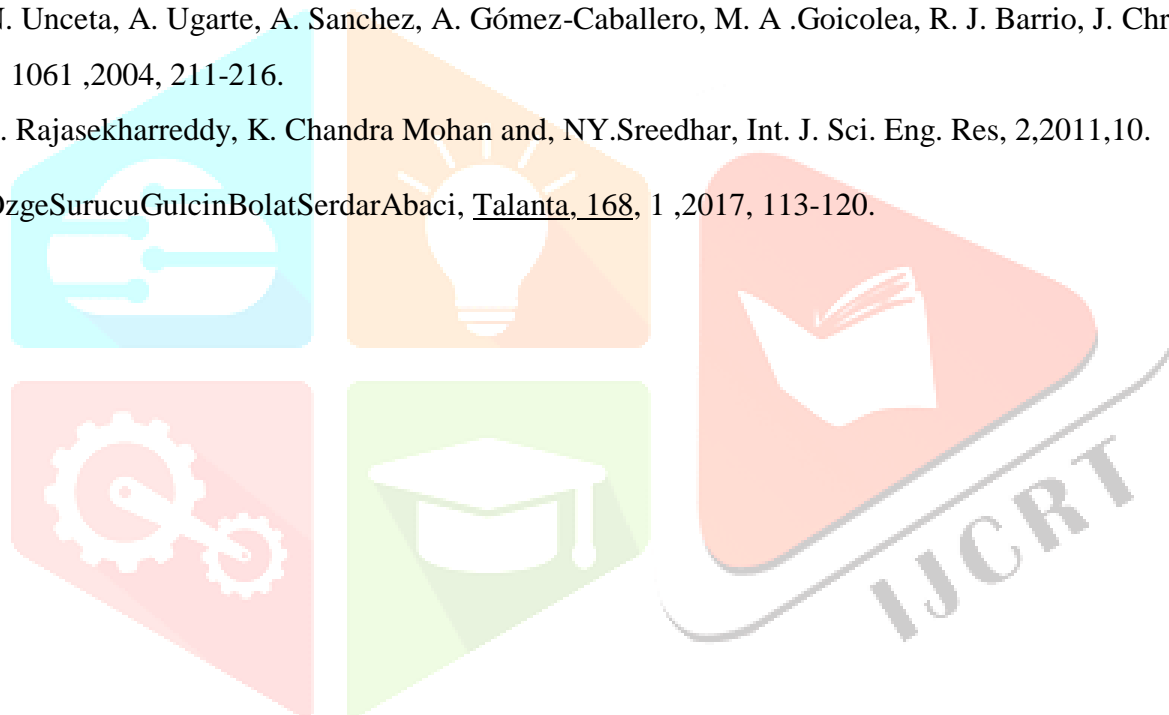 N. Unceta, A. Ugarte, A. Sanchez, A. Gómez-Caballero, M. A .Goicolea, R. J. Barrio, J. Chr
1061 ,2004, 211-216.
. Rajasekharreddy, K. Chandra Mohan and, NY.Sreedhar, Int. J. Sci. Eng. Res, 2,2011,10.
OzgeSurucuGulcinBolatSerdarAbaci, Talanta, 168, 1 ,2017, 113-120.
IJCRT